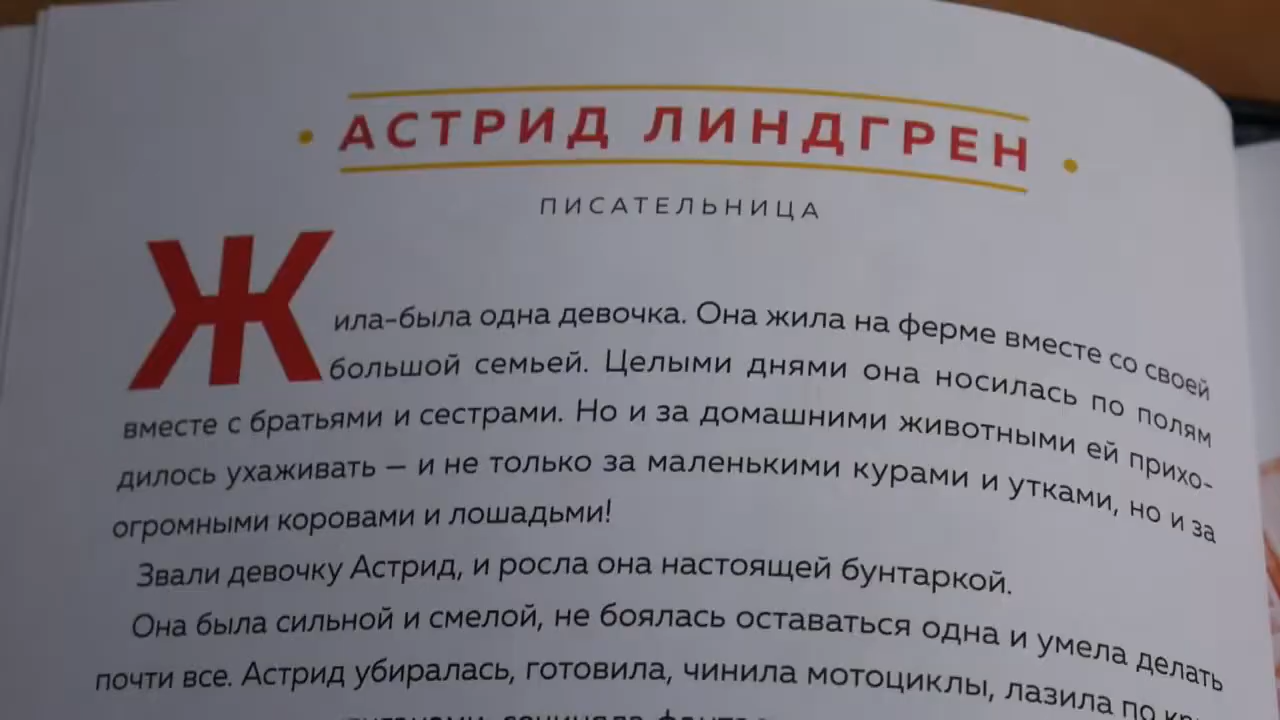 АСТРИД ЛИНДГРЕН
ПИСАТЕЛЬНИЦА
Жила-была одна девочка. Она жила на ферме вместе со своей
большой семьей. Целыми днями она носилась по полям
вместе с братьями и сестрами. Но и за домашними животными ей прихо-
дилось ухаживать — и не только за маленькими курами и утками, но и за
огромными коровами и лошадьми!
Звали девочку Астрид, и росла она настоящей бунтаркой.
Она была сильной и смелой, не боялась оставаться одна и умела делать
почти все. Астрид убиралась, готовила, чинила мотоциклы, лазила по